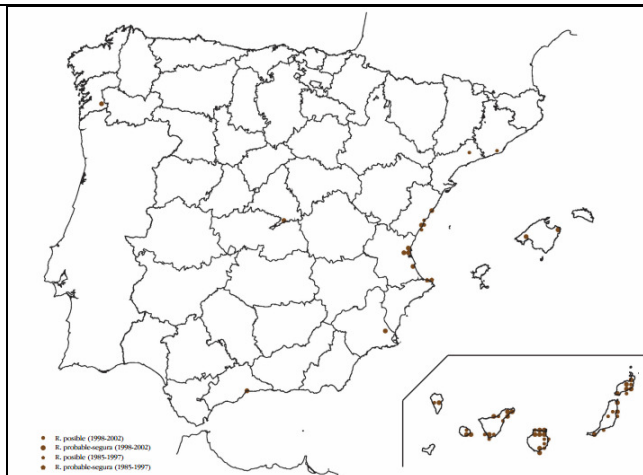 R. posible (1998-2002)
R. probable-segura (1998-2002)
R. posible (1985-1997)
R. probable-segura (1985-1997)